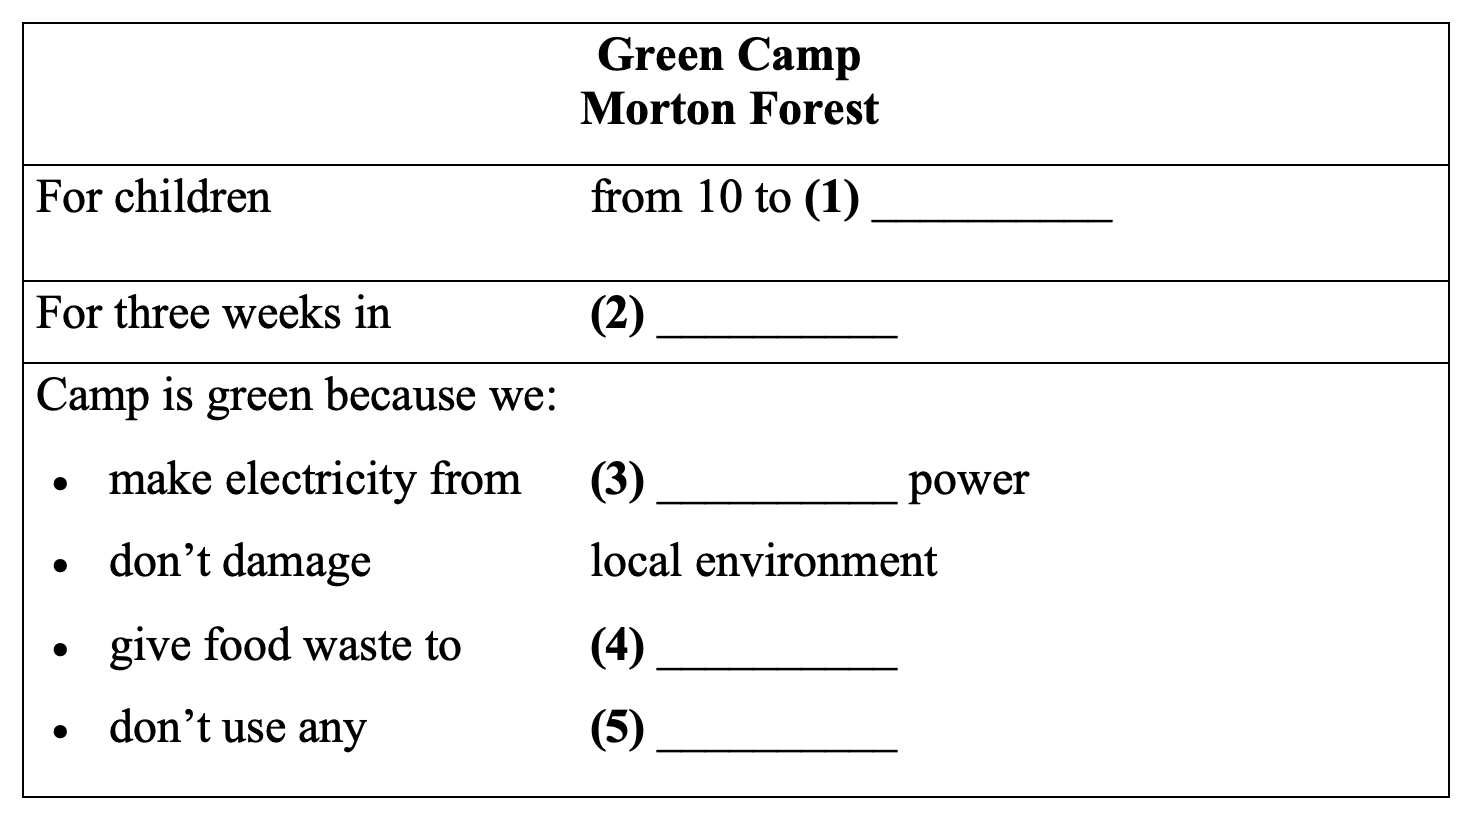 Green Camp
Morton Forest
For children from 10 to (1) __________
For three weeks in (2) __________
Camp is green because we:
• make electricity from (3) __________ power
• don’t damage local environment
• give food waste to (4) __________
• don’t use any (5) __________